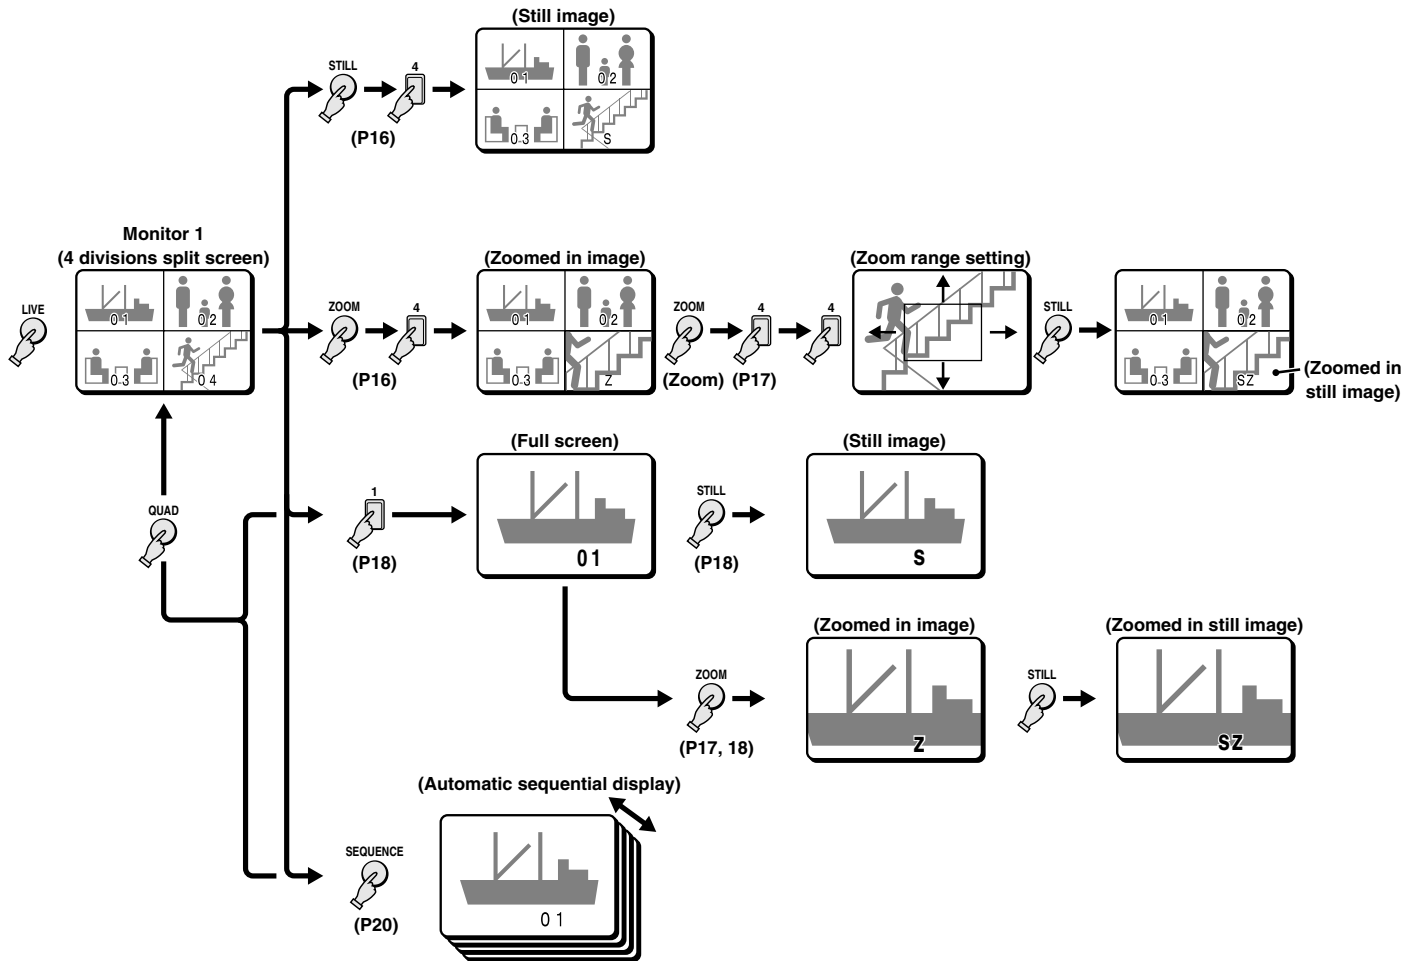 (Still image)
STILL
4
(P16)
01
02
03
S
Monitor 1
(4 divisions split screen)
LIVE
01
02
03
04
ZOOM
4
(P16)
(Zoomed in image)
01
02
03
Z
ZOOM
4
4
(Zoom) (P17)
(Zoom range setting)
STILL
01
02
03
SZ
(Zoomed in
still image)
QUAD
1
(P18)
(Full screen)
01
STILL
(P18)
(Still image)
S
ZOOM
(P17, 18)
(Zoomed in image)
Z
STILL
(Zoomed in still image)
SZ
SEQUENCE
(P20)
(Automatic sequential display)
01